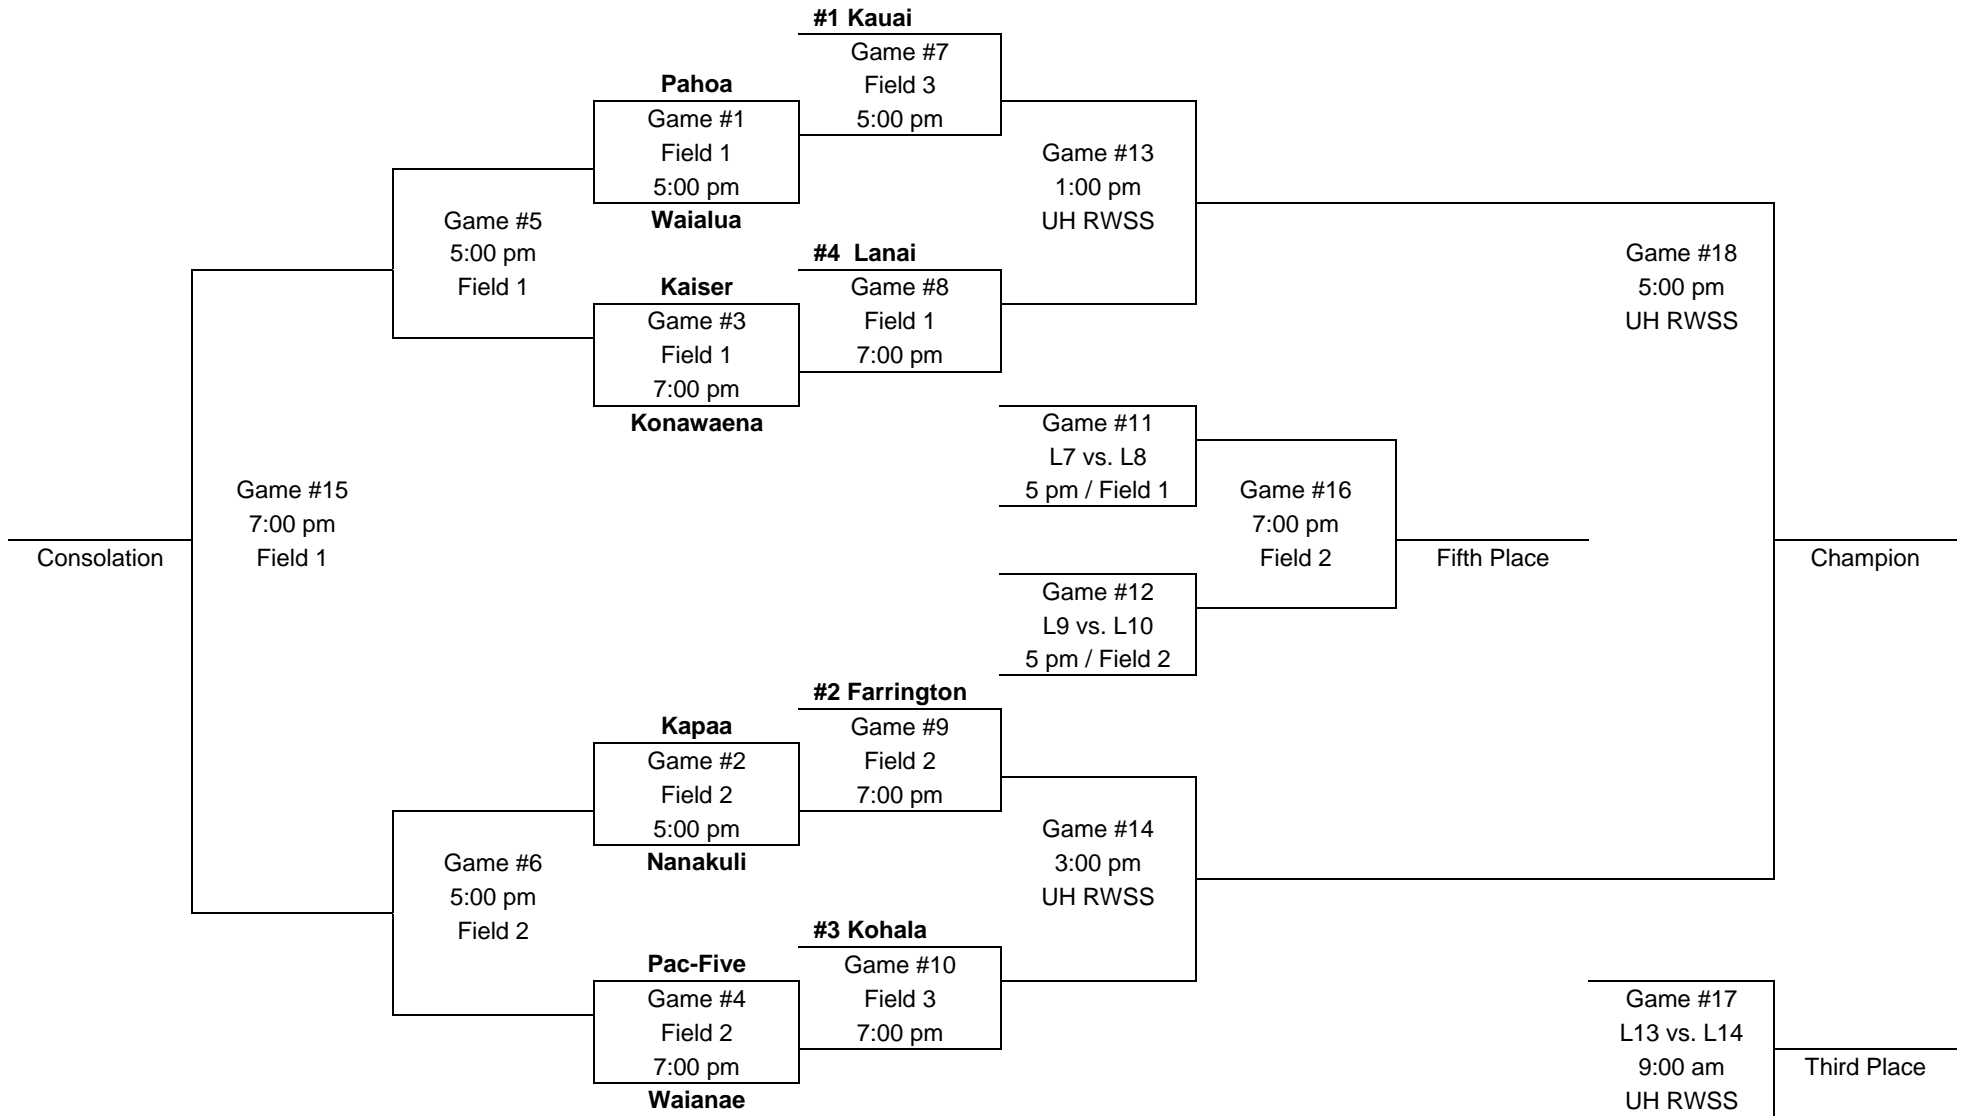 #1 Kauai
Game #7
Field 3
5:00 pm
Pahoa
Game #1
Field 1
5:00 pm
Waialua
Game #13
1:00 pm
UH RWSS
Game #5
5:00 pm
Field 1
#4  Lanai
Game #8
Field 1
7:00 pm
Kaiser
Game #3
Field 1
7:00 pm
Konawaena
Game #18
5:00 pm
UH RWSS
Game #11
L7 vs. L8
5 pm / Field 1
Game #15
7:00 pm
Field 1
Consolation
Game #16
7:00 pm
Field 2
Fifth Place
Champion
Game #12
L9 vs. L10
5 pm / Field 2
#2 Farrington
Game #9
Field 2
7:00 pm
Kapaa
Game #2
Field 2
5:00 pm
Nanakuli
Game #14
3:00 pm
UH RWSS
Game #6
5:00 pm
Field 2
#3 Kohala
Game #10
Field 3
7:00 pm
Pac-Five
Game #4
Field 2
7:00 pm
Waianae
Game #17
L13 vs. L14
9:00 am
UH RWSS
Third Place